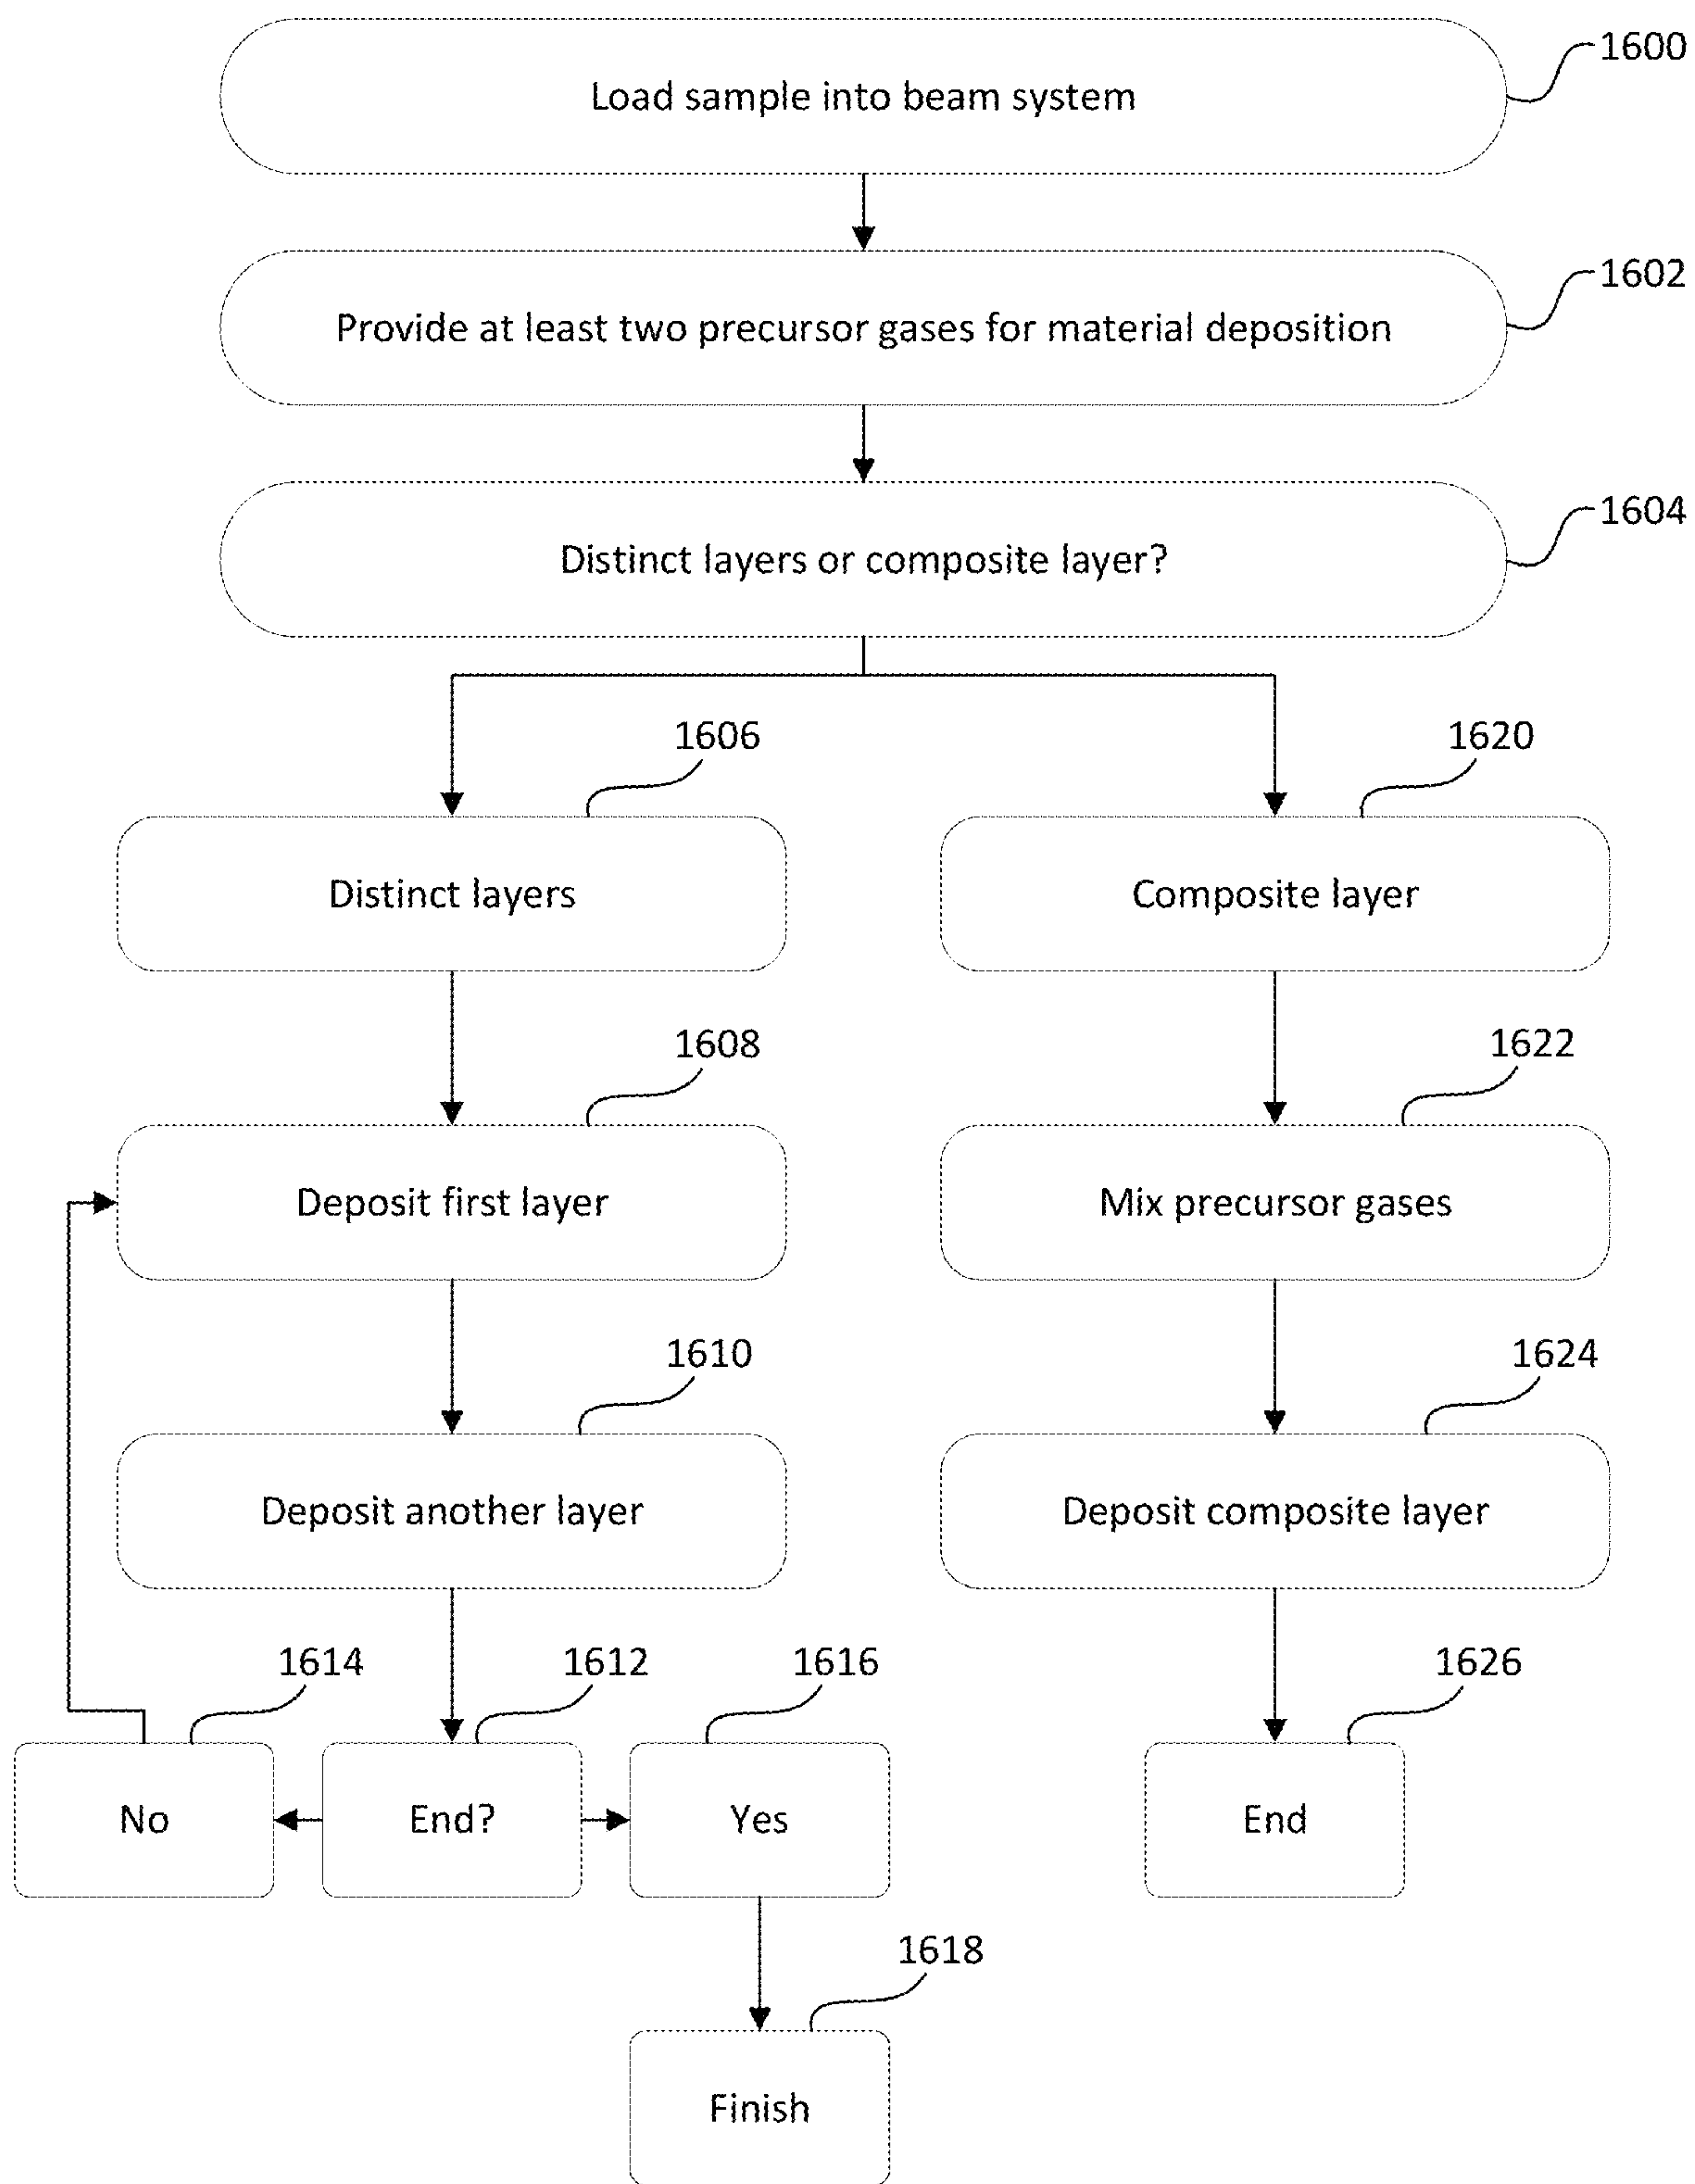 1600
Load sample into beam system
1602
Provide at least two precursor gases for material deposition
1604
Distinct layers or composite layer?
1606
1620
Distinct layers
Composite layer
1608
1622
Deposit first layer
Mix precursor gases
1610
1624
Deposit another layer
Deposit composite layer
1614
1612
1616
1626
No
End?
Yes
End
1618
Finish